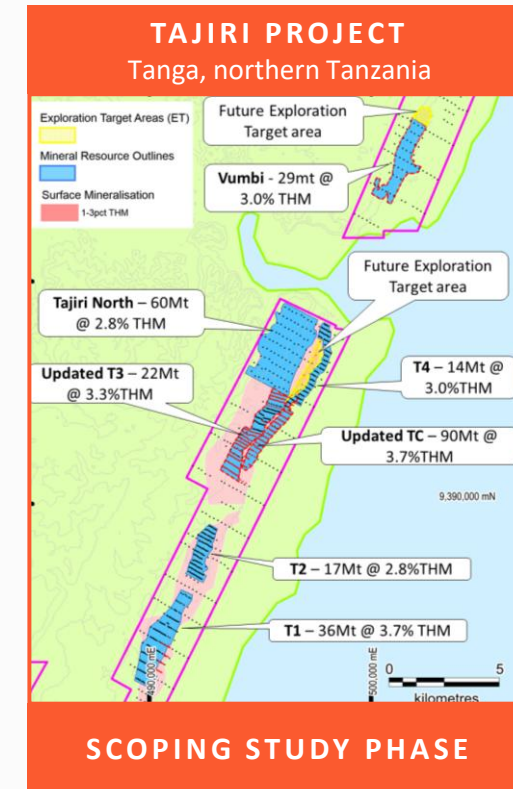 TAJIRI PROJECT
Tanga, northern Tanzania
Exploration Target Areas (ET)
Mineral Resource Outlines
Surface Mineralisation
1-3pct THM
Future Exploration
Target area
Vumbi - 29mt @
3.0% THM
Future Exploration
Target area
Tajiri North – 60Mt
@ 2.8% THM
Updated T3 – 22Mt
@ 3.3%THM
T4 – 14Mt @
3.0%THM
Updated TC – 90Mt @
3.7%THM
9,390,000 mN
T2 – 17Mt @ 2.8%THM
T1 – 36Mt @ 3.7% THM
490,000 mE
500,000 mE
0 5
kilometres
SCOPING STUDY PHASE